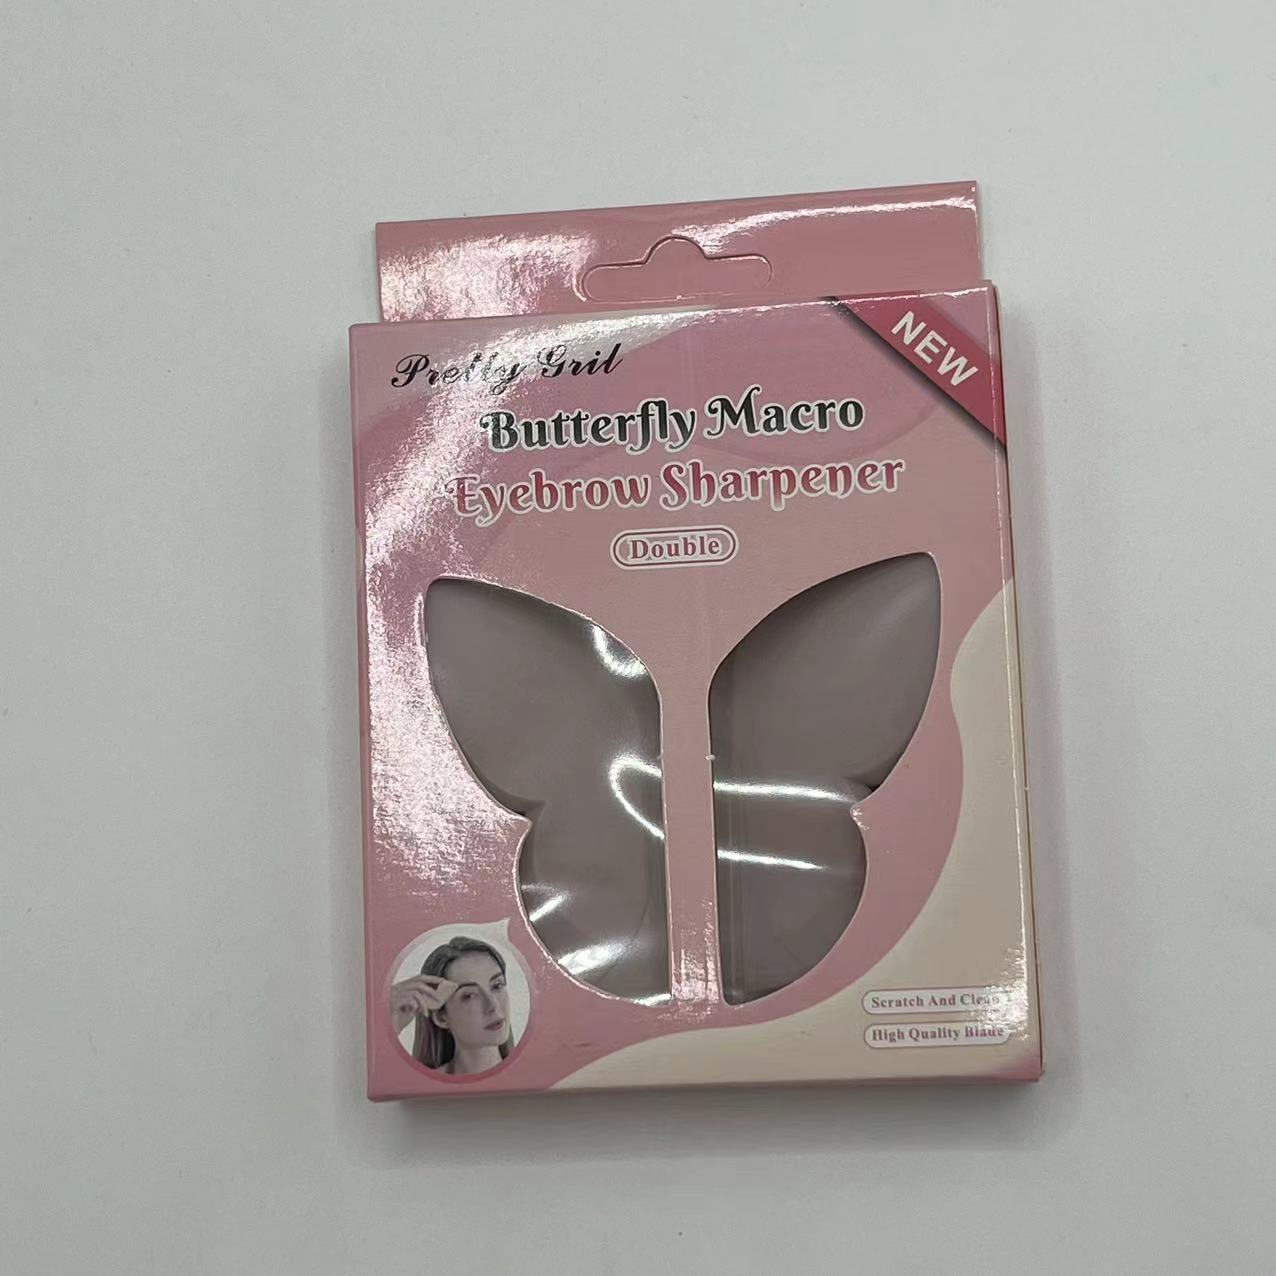 Pretty Gril
NEW
Butterfly Macro
Eyebrow Sharpener
Double
Scratch And Clean
High Quality Blade